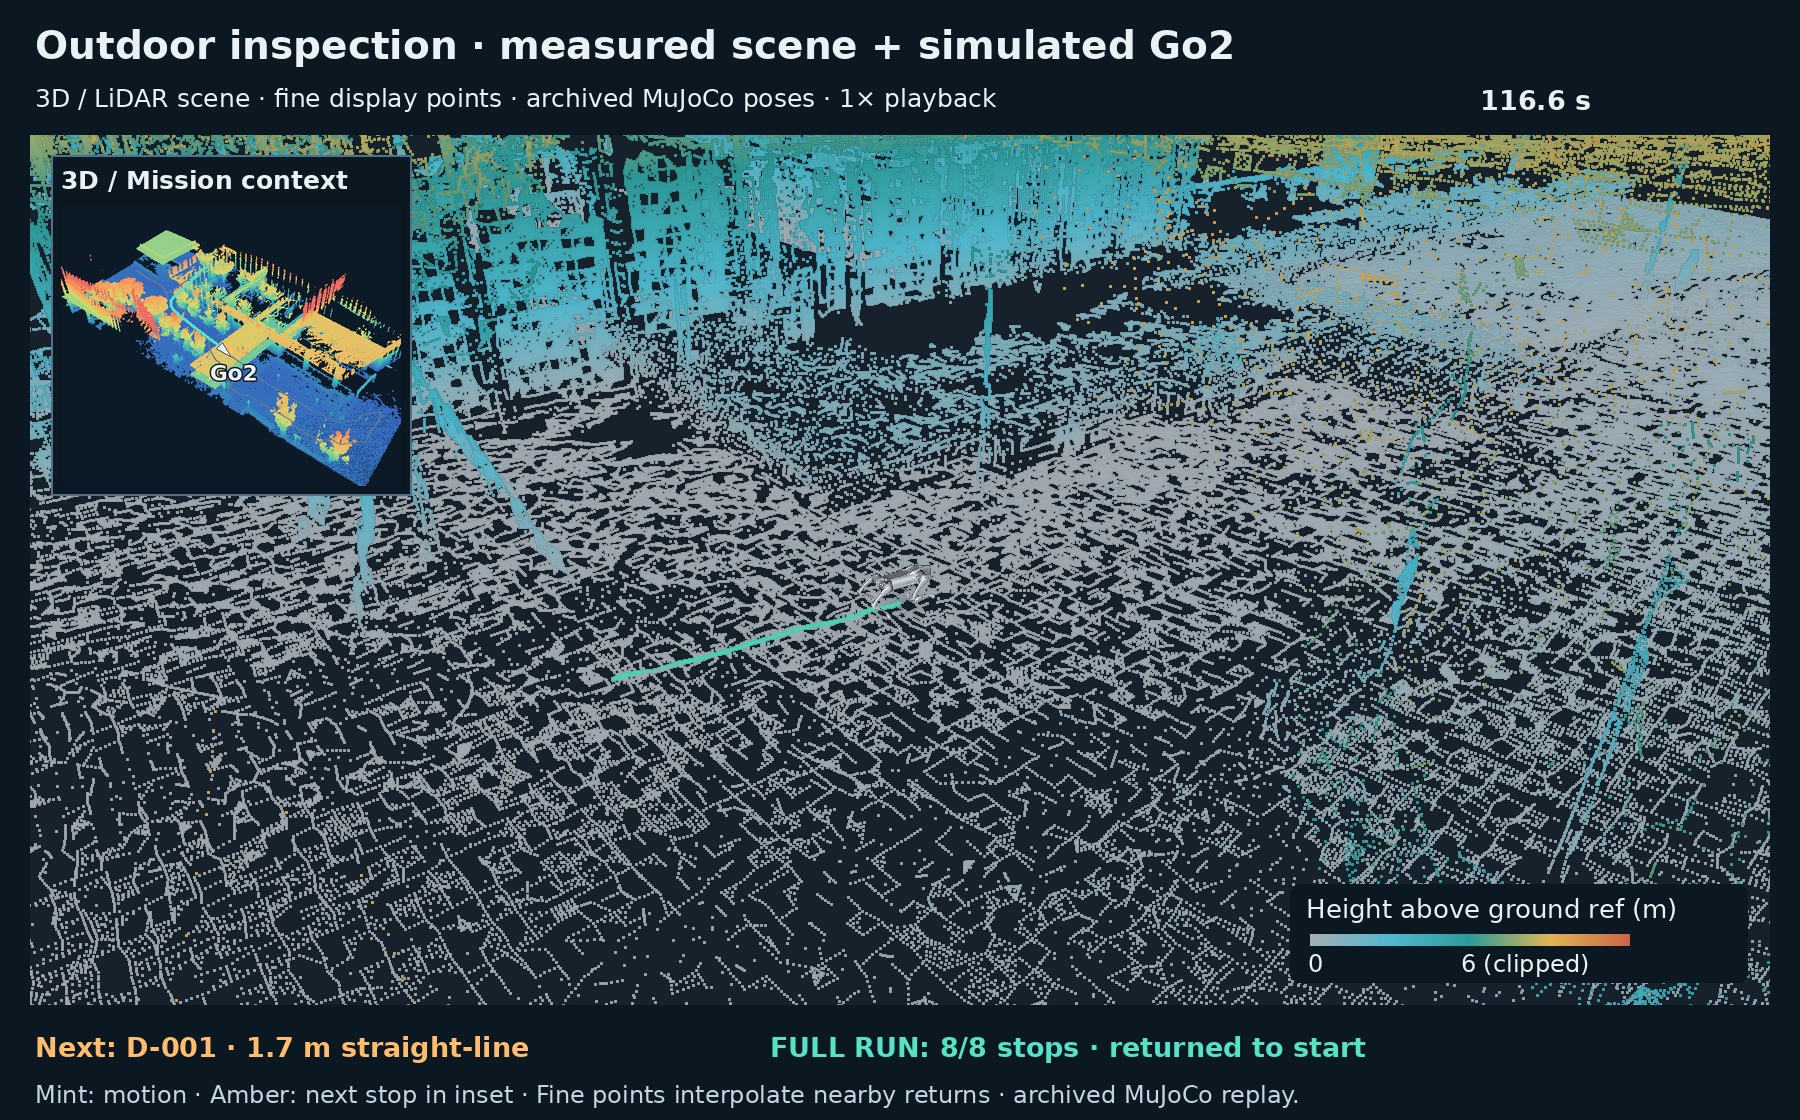 Outdoor inspection · measured scene + simulated Go2
3D / LiDAR scene · fine display points · archived MuJoCo poses · 1× playback
116.6 s
3D / Mission context
Go2
Height above ground ref (m)
0 6 (clipped)
Next: D-001 · 1.7 m straight-line
FULL RUN: 8/8 stops · returned to start
Mint: motion · Amber: next stop in inset · Fine points interpolate nearby returns · archived MuJoCo replay.